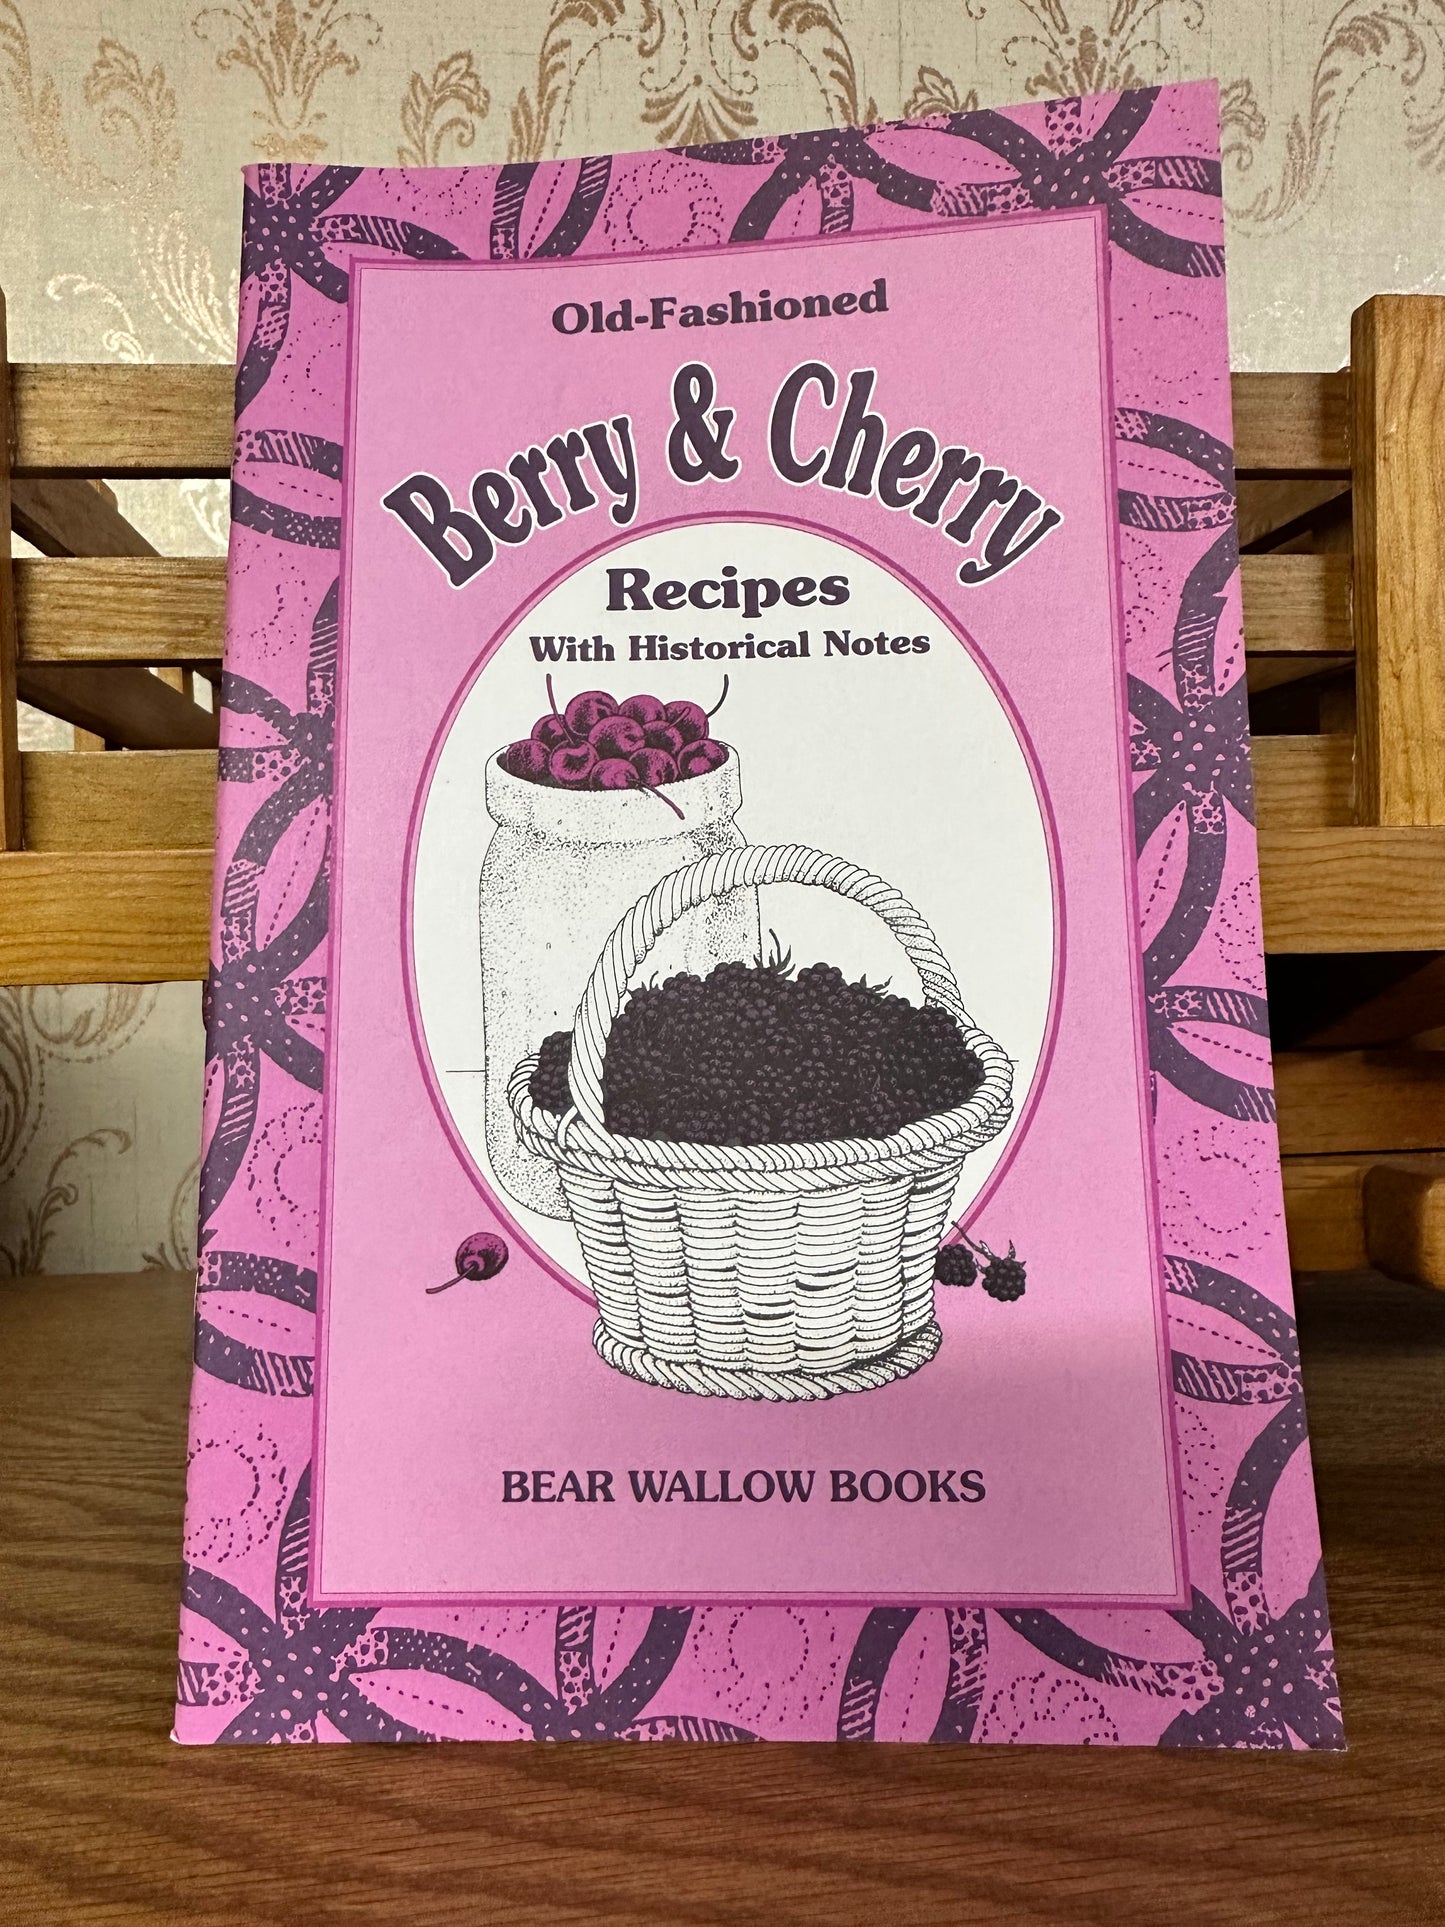 Old-Fashioned
Berry & Cherry
Recipes
With Historical Notes
BEAR WALLOW BOOKS